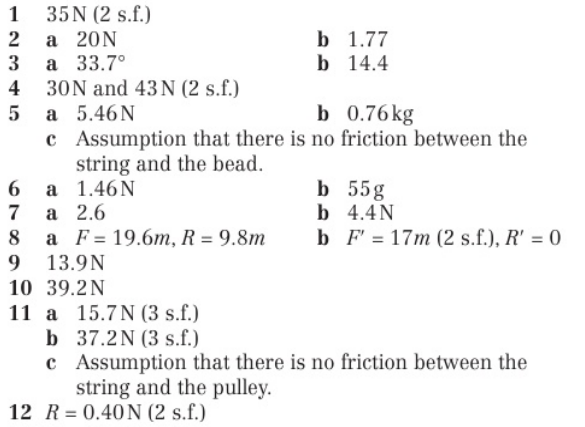 1 35 N (2 s.f.)
2 a 20 N b 1.77
3 a 33.7° b 14.4
4 30 N and 43 N (2 s.f.)
5 a 5.46 N b 0.76 kg
c Assumption that there is no friction between the
string and the bead.
6 a 1.46 N b 55 g
7 a 2.6 b 4.4 N
8 a F = 19.6m, R = 9.8m b F′ = 17m (2 s.f.), R′ = 0
9 13.9 N
10 39.2 N
11 a 15.7 N (3 s.f.)
b 37.2 N (3 s.f.)
c Assumption that there is no friction between the
string and the pulley.
12 R = 0.40 N (2 s.f.)